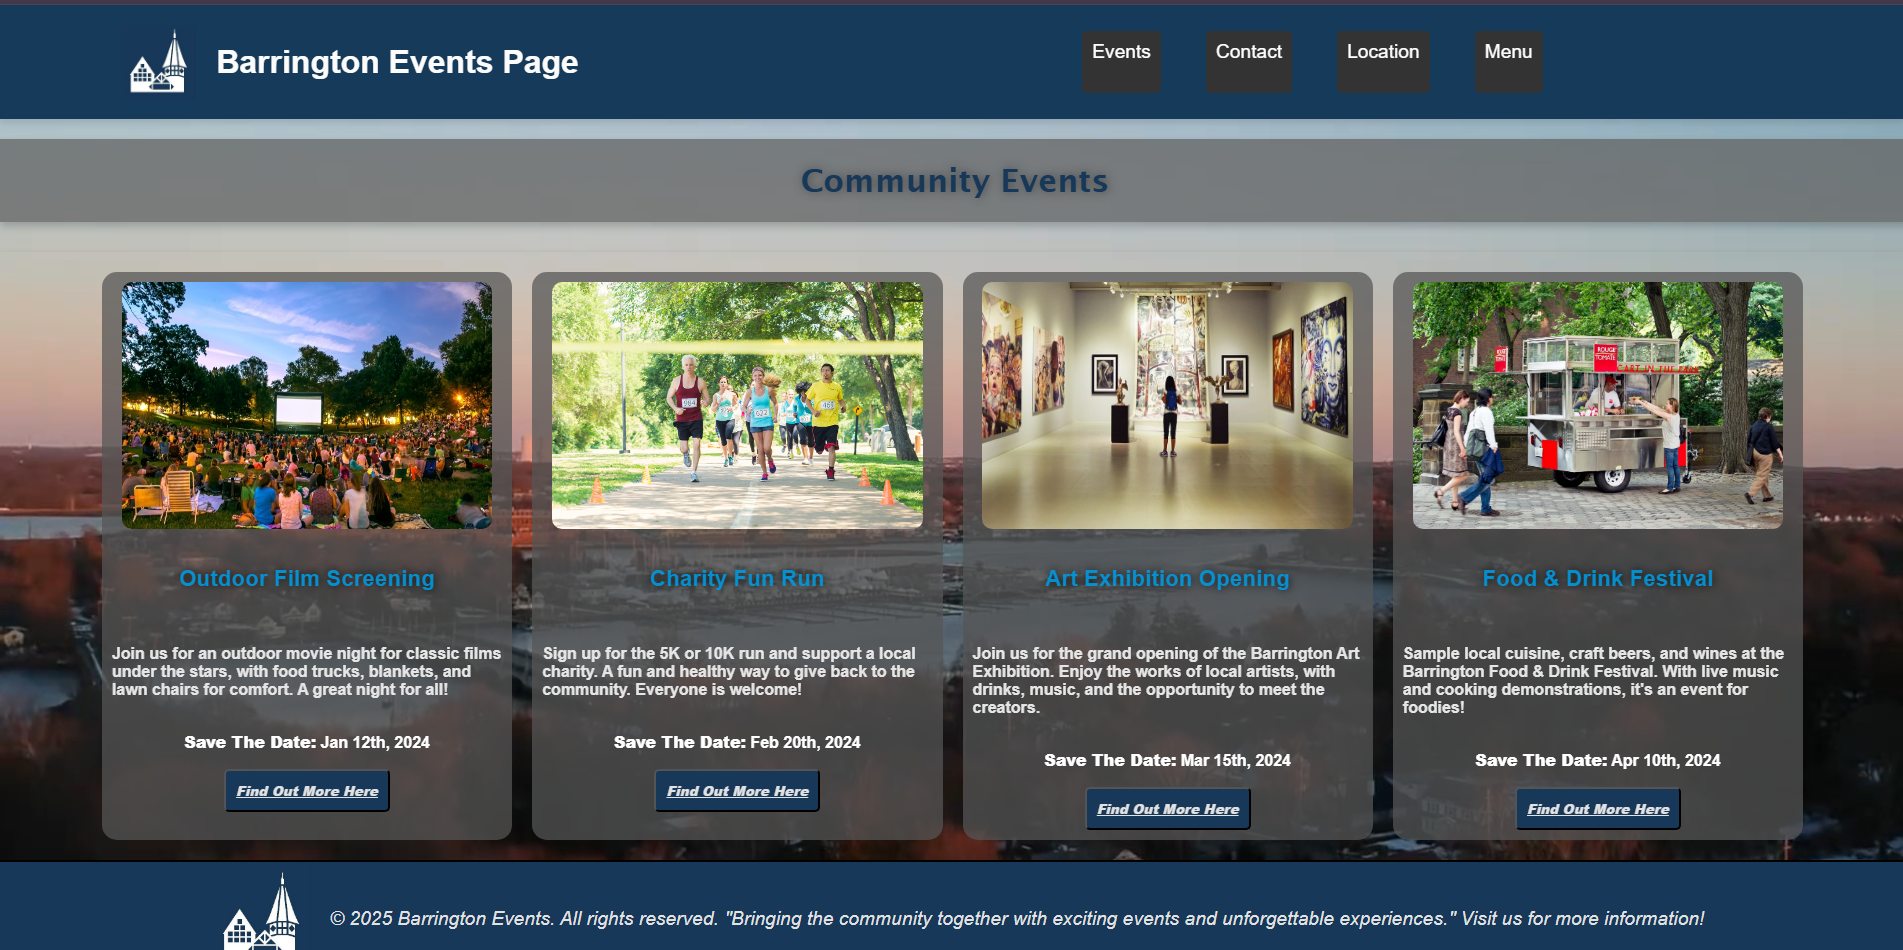 Barrington Events Page
Events
Contact
Location
Menu
Community Events
964
622
ROUGE
TOMATE
CART IN THE PARK
Outdoor Film Screening
Join us for an outdoor movie night for classic films
under the stars, with food trucks, blankets, and
lawn chairs for comfort. A great night for all!
Save The Date: Jan 12th, 2024
Find Out More Here
Charity Fun Run
Sign up for the 5K or 10K run and support a local
charity. A fun and healthy way to give back to the
community. Everyone is welcome!
Save The Date: Feb 20th, 2024
Find Out More Here
Art Exhibition Opening
Join us for the grand opening of the Barrington Art
Exhibition. Enjoy the works of local artists, with
drinks, music, and the opportunity to meet the
creators.
Save The Date: Mar 15th, 2024
Find Out More Here
Food & Drink Festival
Sample local cuisine, craft beers, and wines at the
Barrington Food & Drink Festival. With live music
and cooking demonstrations, it's an event for
foodies!
Save The Date: Apr 10th, 2024
Find Out More Here
© 2025 Barrington Events. All rights reserved. "Bringing the community together with exciting events and unforgettable experiences." Visit us for more information!